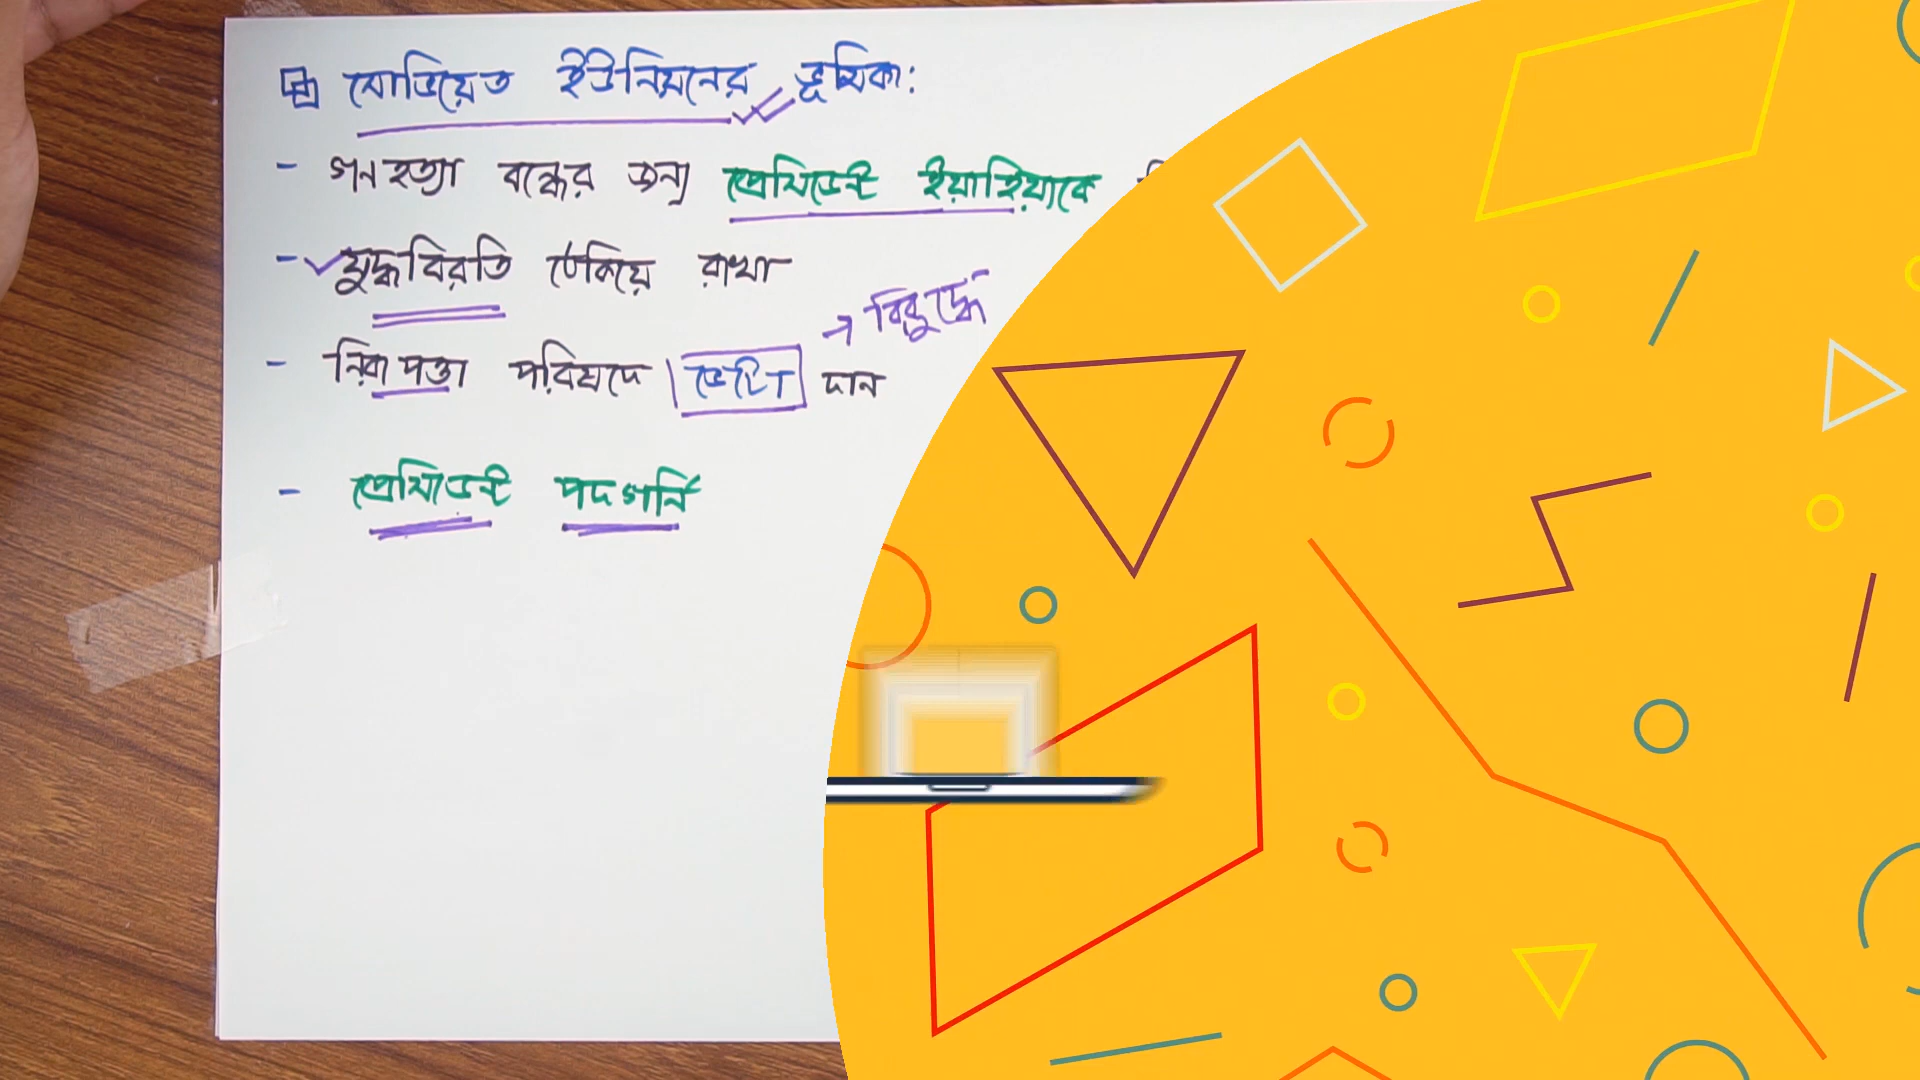 সোভিয়েত ইউনিয়নের ভূমিকা:
- গনহত্যা বন্ধের জন্য প্রেসিডেন্ট ইয়াহিয়াকে
- যুদ্ধবিরতি ঠেকিয়ে রাখা
→ বিরুদ্ধে
- নিরাপত্তা পরিষদে ভেটো দান
- প্রেসিডেন্ট পদগর্নি